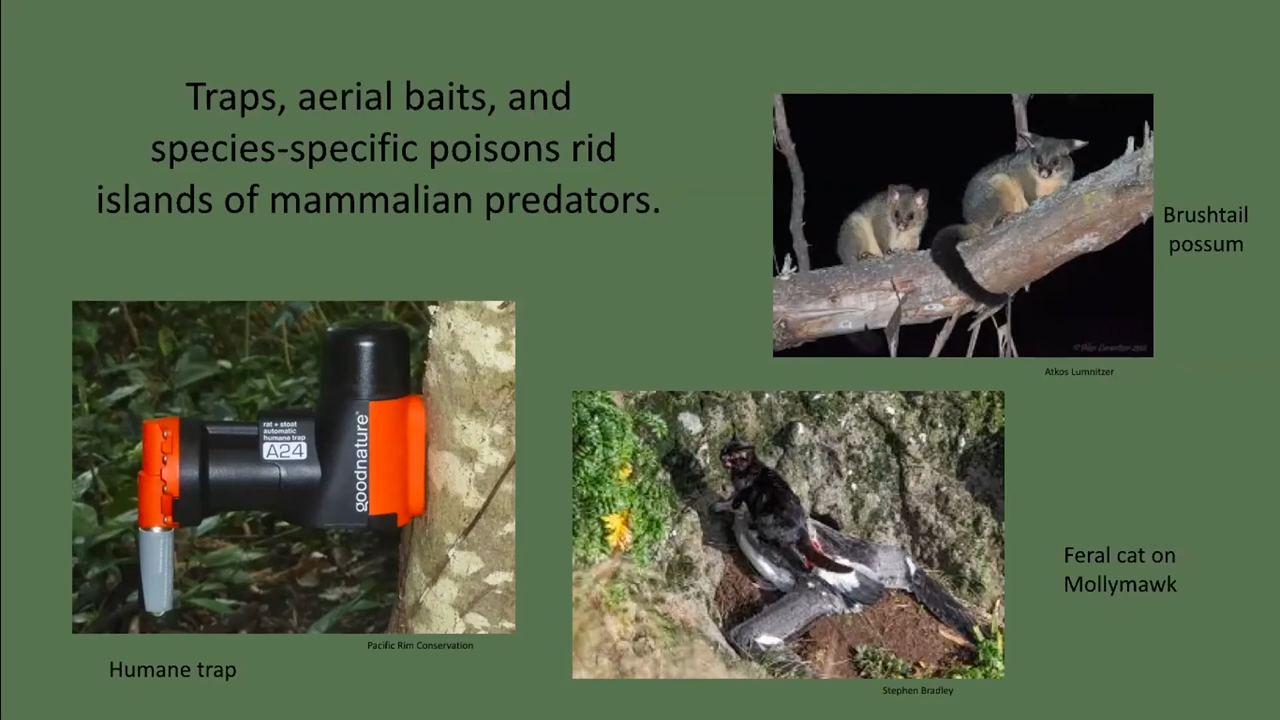 Traps, aerial baits, and
species-specific poisons rid
islands of mammalian predators.
Brushtail
possum
Atkos Lumnitzer
rat + stoat
automatic
humane trap
A24
goodnature®
Pacific Rim Conservation
Humane trap
Feral cat on
Mollymawk
Stephen Bradley